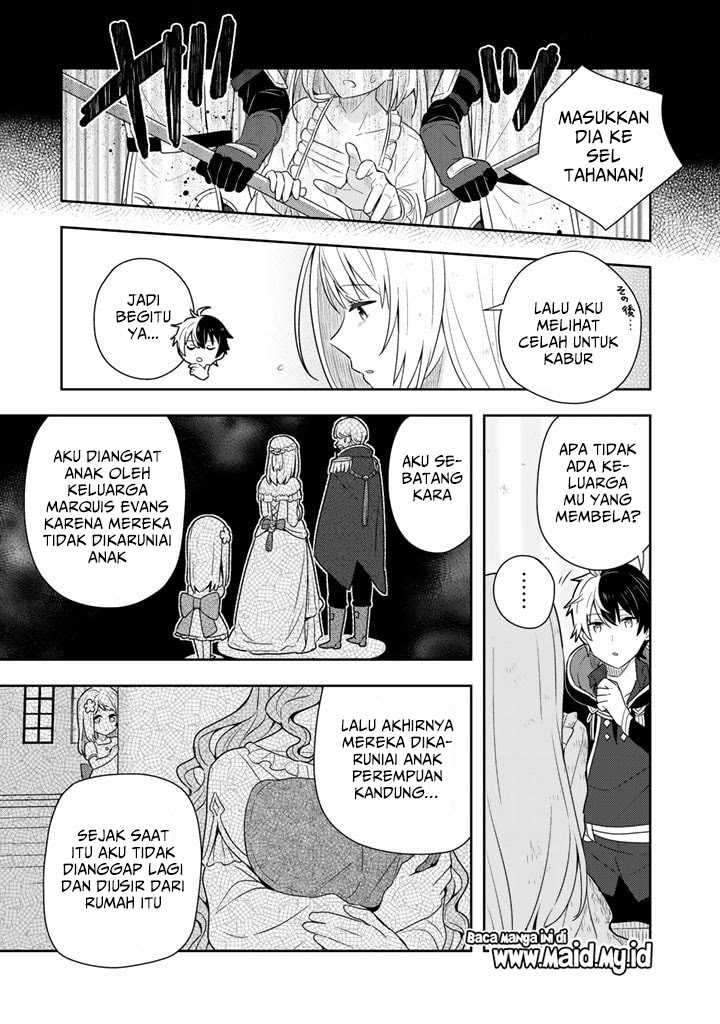 MASUKKAN
DIA KE
SEL
TAHANAN!
その後…
LALU AKU
MELIHAT
CELAH UNTUK
KABUR
JADI
BEGITU
YA...
APA TIDAK
ADA KE-
LUARGA
MU YANG
MEMBELA?
......
AKU SE-
BATANG
KARA
AKU DIANGKAT
ANAK OLEH
KELUARGA
MARQUIS EVANS
KARENA MEREKA
TIDAK DIKARUNIAI
ANAK
LALU AKHIRNYA
MEREKA DIKA-
RUNIAI ANAK
PEREMPUAN
KANDUNG...
SEJAK SAAT
ITU AKU TIDAK
DIANGGAP LAGI
DAN DIUSIR DARI
RUMAH ITU
Baca Manga ini di
www.Maid.My.id